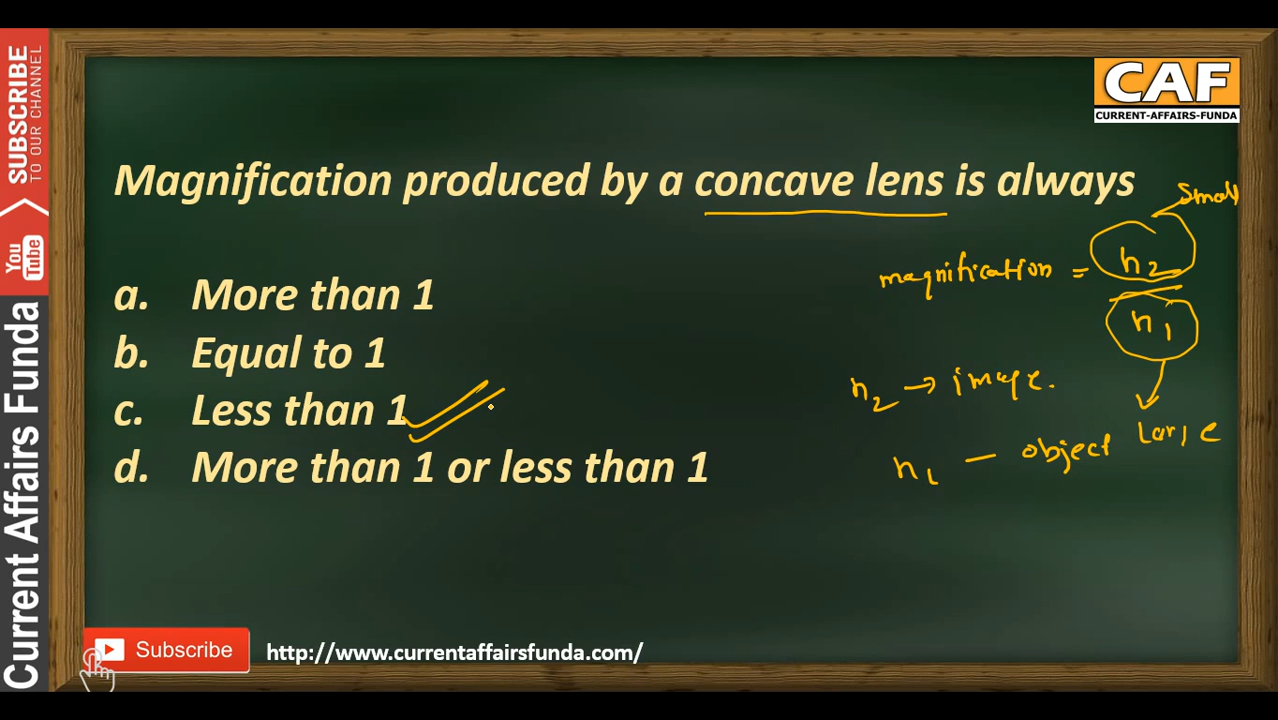 SUBSCRIBE
TO OUR CHANNEL
You
Tube
Current Affairs Funda
CAF
CURRENT-AFFAIRS-FUNDA
Magnification produced by a concave lens is always
a. More than 1
b. Equal to 1
c. Less than 1
d. More than 1 or less than 1
small
magnification = h2
h1
h2 → image.
large
h1 — object
Subscribe
http://www.currentaffairsfunda.com/